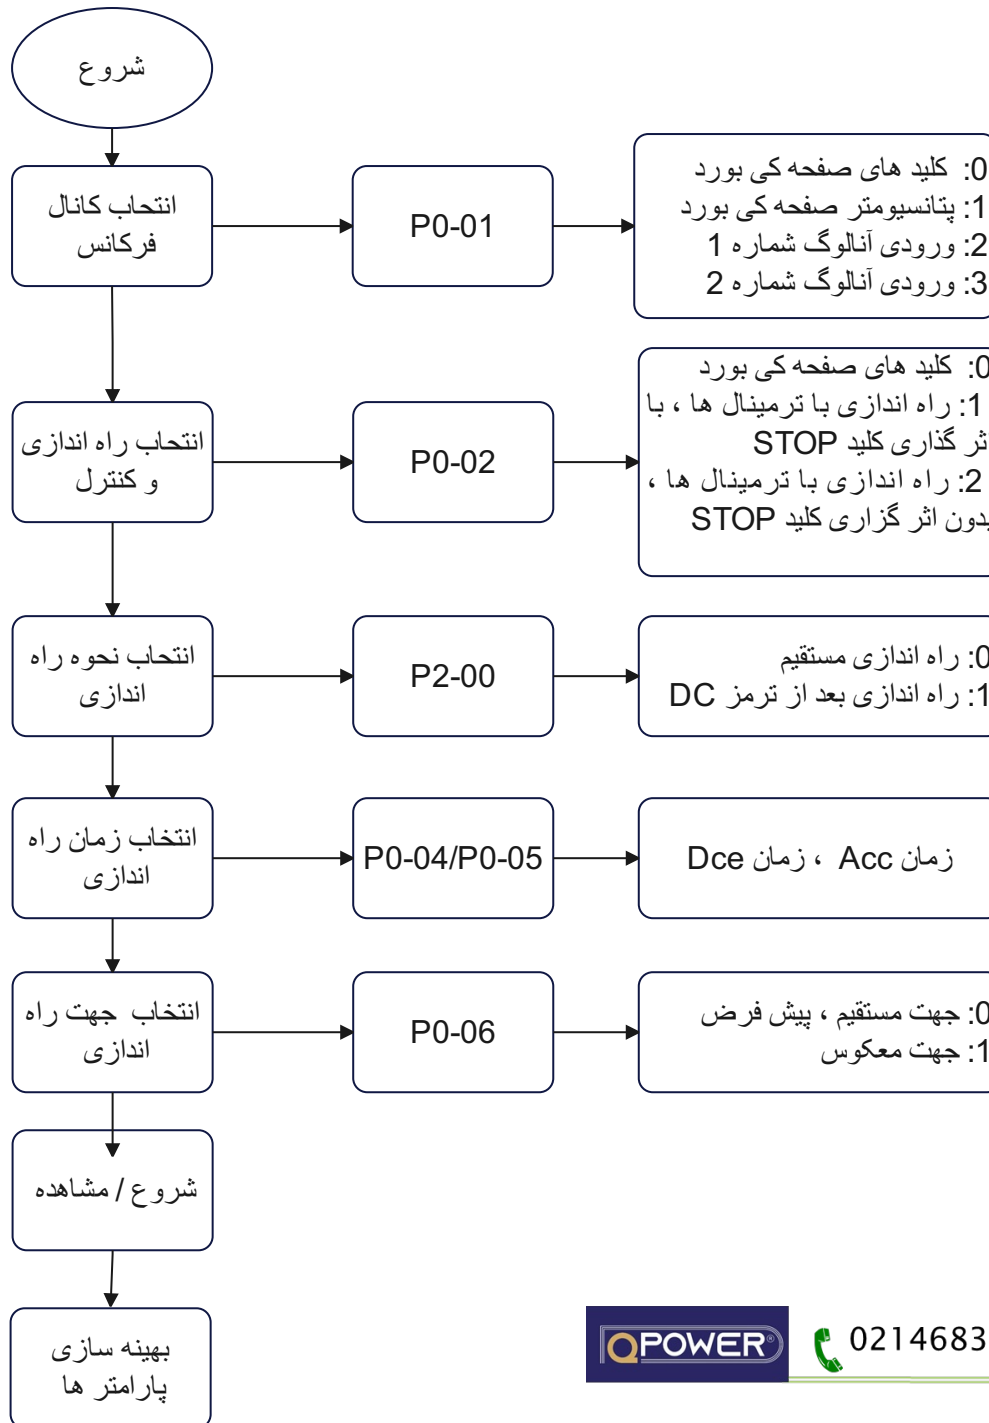 شروع
انتحاب کانال
فرکانس
P0-01
0: کلید های صفحه کی بورد
1: پتانسیومتر صفحه کی بورد
2: ورودی آنالوگ شماره 1
3: ورودی آنالوگ شماره 2
انتحاب راه اندازی
و کنترل
P0-02
0: کلید های صفحه کی بورد
1: راه اندازی با ترمینال ها ، با
ثر گذاری کلید STOP
2: راه اندازی با ترمینال ها ،
بدون اثر گزاری کلید STOP
انتحاب نحوه راه
اندازی
P2-00
0: راه اندازی مستقیم
1: راه اندازی بعد از ترمز DC
انتخاب زمان راه
اندازی
P0-04/P0-05
زمان Acc ، زمان Dce
انتخاب جهت راه
اندازی
P0-06
0: جهت مستقیم ، پیش فرض
1: جهت معکوس
شروع / مشاهده
بهینه سازی
پارامتر ها
QPOWER®
0214683